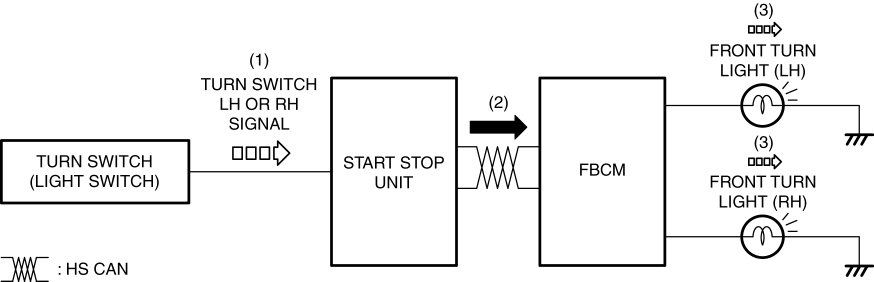 (1)
TURN SWITCH
LH OR RH
SIGNAL
TURN SWITCH
(LIGHT SWITCH)
START STOP
UNIT
(2)
FBCM
(3)
FRONT TURN
LIGHT (LH)
(3)
FRONT TURN
LIGHT (RH)
: HS CAN